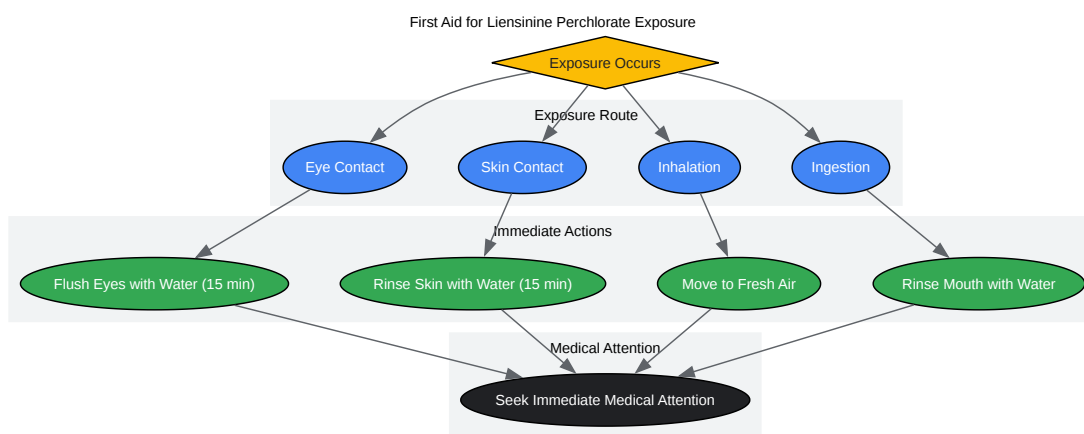 First Aid for Liensinine Perchlorate Exposure
Exposure Occurs
Exposure Route
Eye Contact
Skin Contact
Inhalation
Ingestion
Immediate Actions
Flush Eyes with Water (15 min)
Rinse Skin with Water (15 min)
Move to Fresh Air
Rinse Mouth with Water
Medical Attention
Seek Immediate Medical Attention